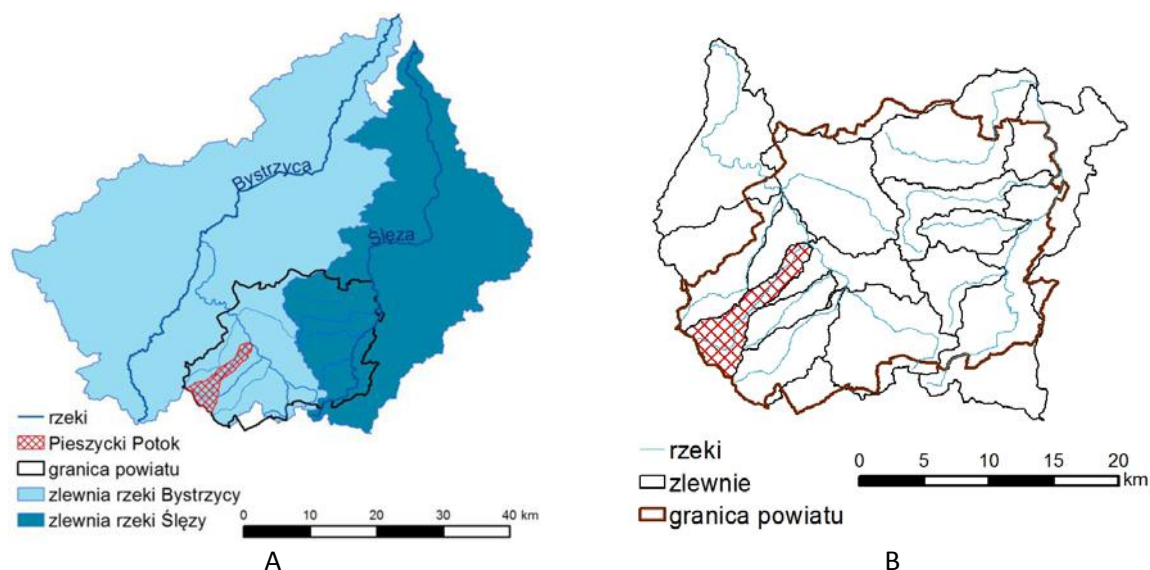 Bystrzyca
Ślęza
rzeki
Pieszycki Potok
granica powiatu
zlewnia rzeki Bystrzycy
zlewnia rzeki Ślęzy
0 10 20 30 40 km
A
rzeki
zlewnie
granica powiatu
0 5 10 15 20
km
B